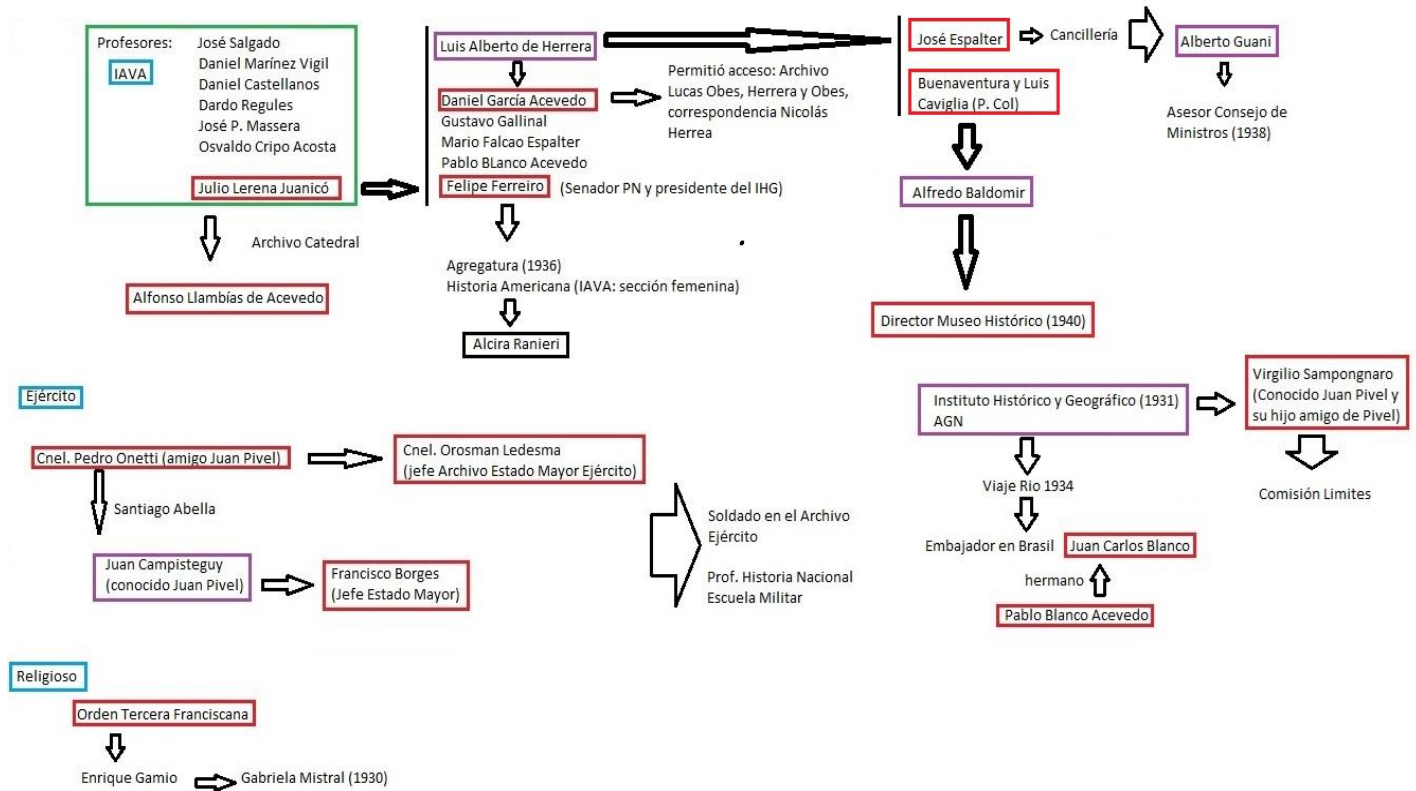 Profesores:
IAVA
José Salgado
Daniel Marínez Vigil
Daniel Castellanos
Dardo Regules
José P. Massera
Osvaldo Cripo Acosta
Julio Lerena Juanicó
Archivo Catedral
Alfonso Llambías de Acevedo
Luis Alberto de Herrera
Daniel García Acevedo
Gustavo Gallinal
Mario Falcao Espalter
Pablo BLanco Acevedo
Felipe Ferreiro
(Senador PN y presidente del IHG)
Permitió acceso: Archivo
Lucas Obes, Herrera y Obes,
correspondencia Nicolás
Herrea
Agregatura (1936)
Historia Americana (IAVA: sección femenina)
Alcira Ranieri
José Espalter
Cancillería
Alberto Guani
Asesor Consejo de
Ministros (1938)
Buenaventura y Luis
Caviglia (P. Col)
Alfredo Baldomir
Director Museo Histórico (1940)
Ejército
Cnel. Pedro Onetti (amigo Juan Pivel)
Cnel. Orosman Ledesma
(jefe Archivo Estado Mayor Ejército)
Santiago Abella
Juan Campisteguy
(conocido Juan Pivel)
Francisco Borges
(Jefe Estado Mayor)
Soldado en el Archivo
Ejército
Prof. Historia Nacional
Escuela Militar
Instituto Histórico y Geográfico (1931)
AGN
Virgilio Sampongnaro
(Conocido Juan Pivel y
su hijo amigo de Pivel)
Comisión Limites
Viaje Rio 1934
Embajador en Brasil
Juan Carlos Blanco
hermano
Pablo Blanco Acevedo
Religioso
Orden Tercera Franciscana
Enrique Gamio
Gabriela Mistral (1930)